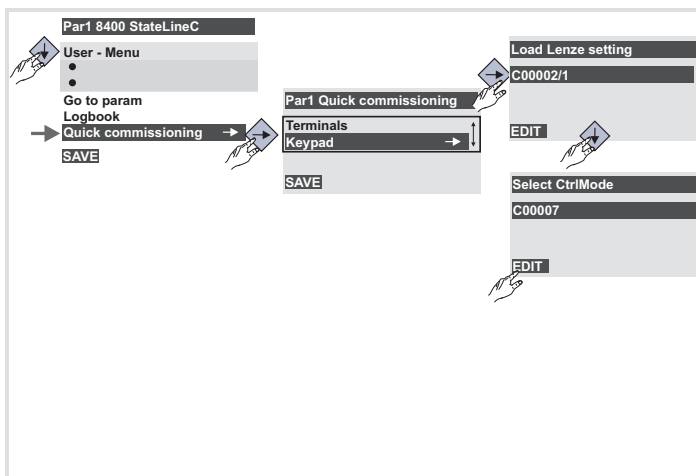 Par1 8400 StateLineC
User - Menu
Go to param
Logbook
Quick commissioning
SAVE
Par1 Quick commissioning
Terminals
Keypad
SAVE
Load Lenze setting
C00002/1
EDIT
Select CtrlMode
C00007
EDIT